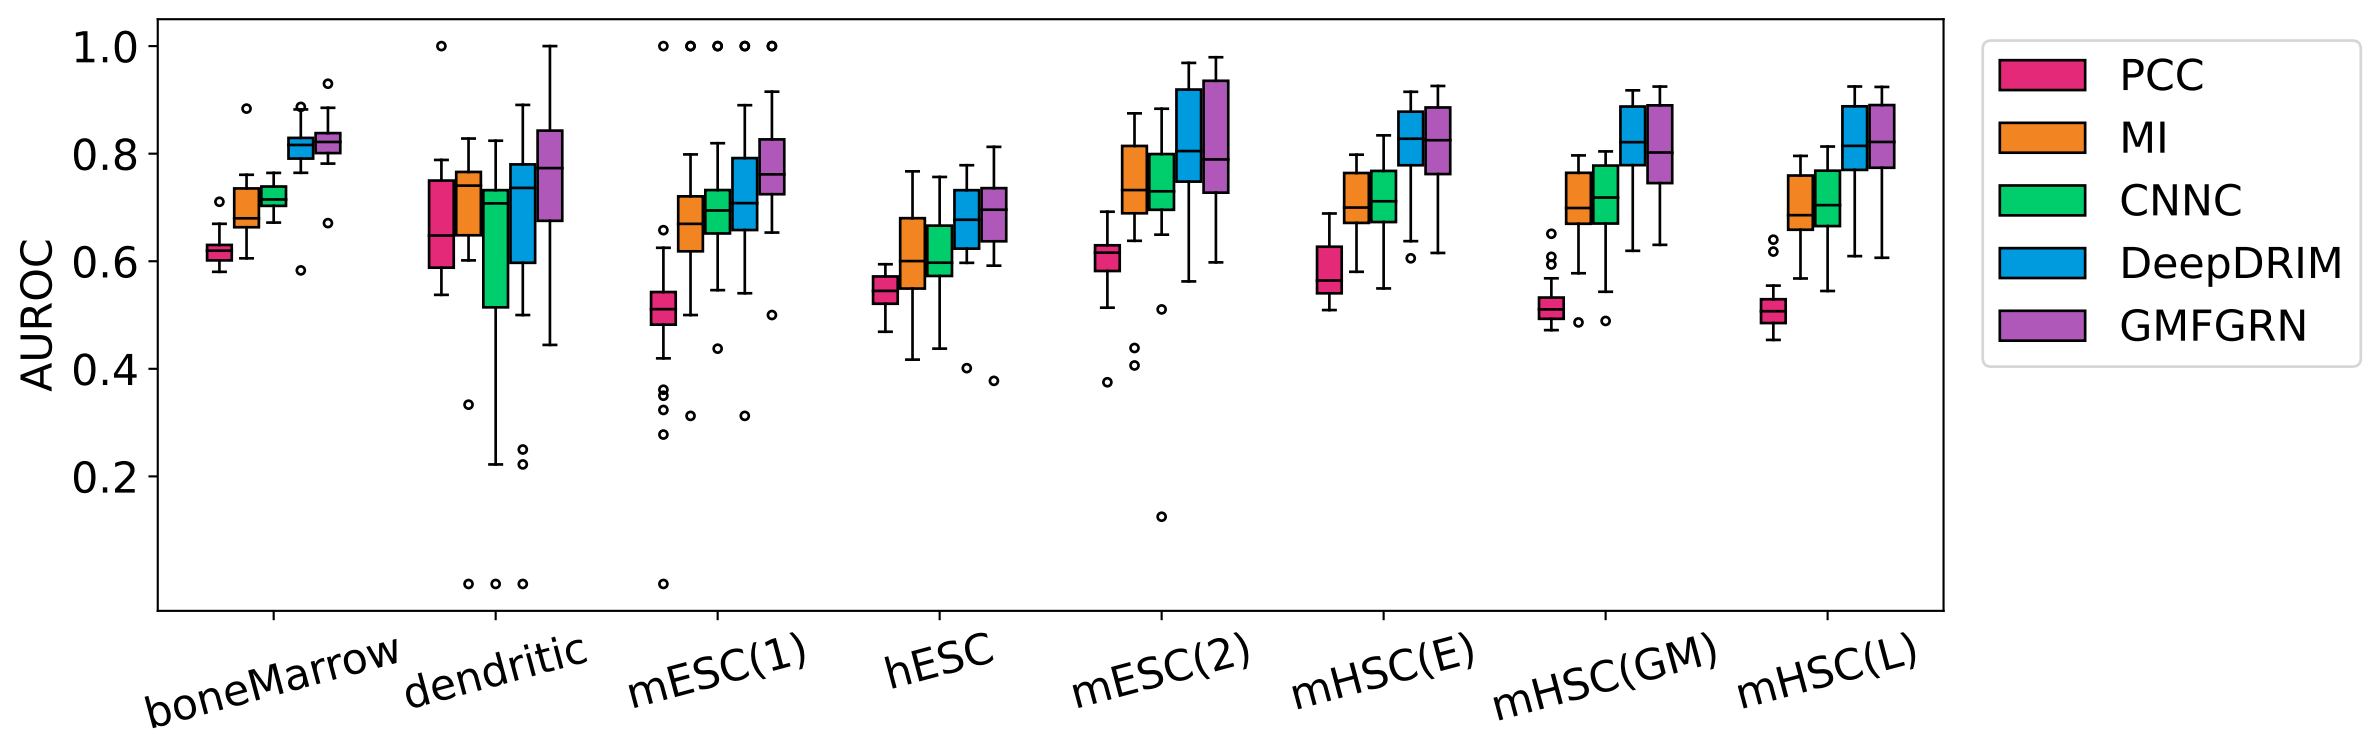 AUROC
1.0
0.8
0.6
0.4
0.2
boneMarrow
dendritic
mESC(1)
hESC
mESC(2)
mHSC(E)
mHSC(GM)
mHSC(L)
PCC
MI
CNNC
DeepDRIM
GMFGRN